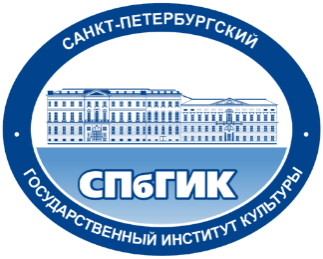 САНКТ-ПЕТЕРБУРГСКИЙ
СПбГИК
ГОСУДАРСТВЕННЫЙ ИНСТИТУТ КУЛЬТУРЫ